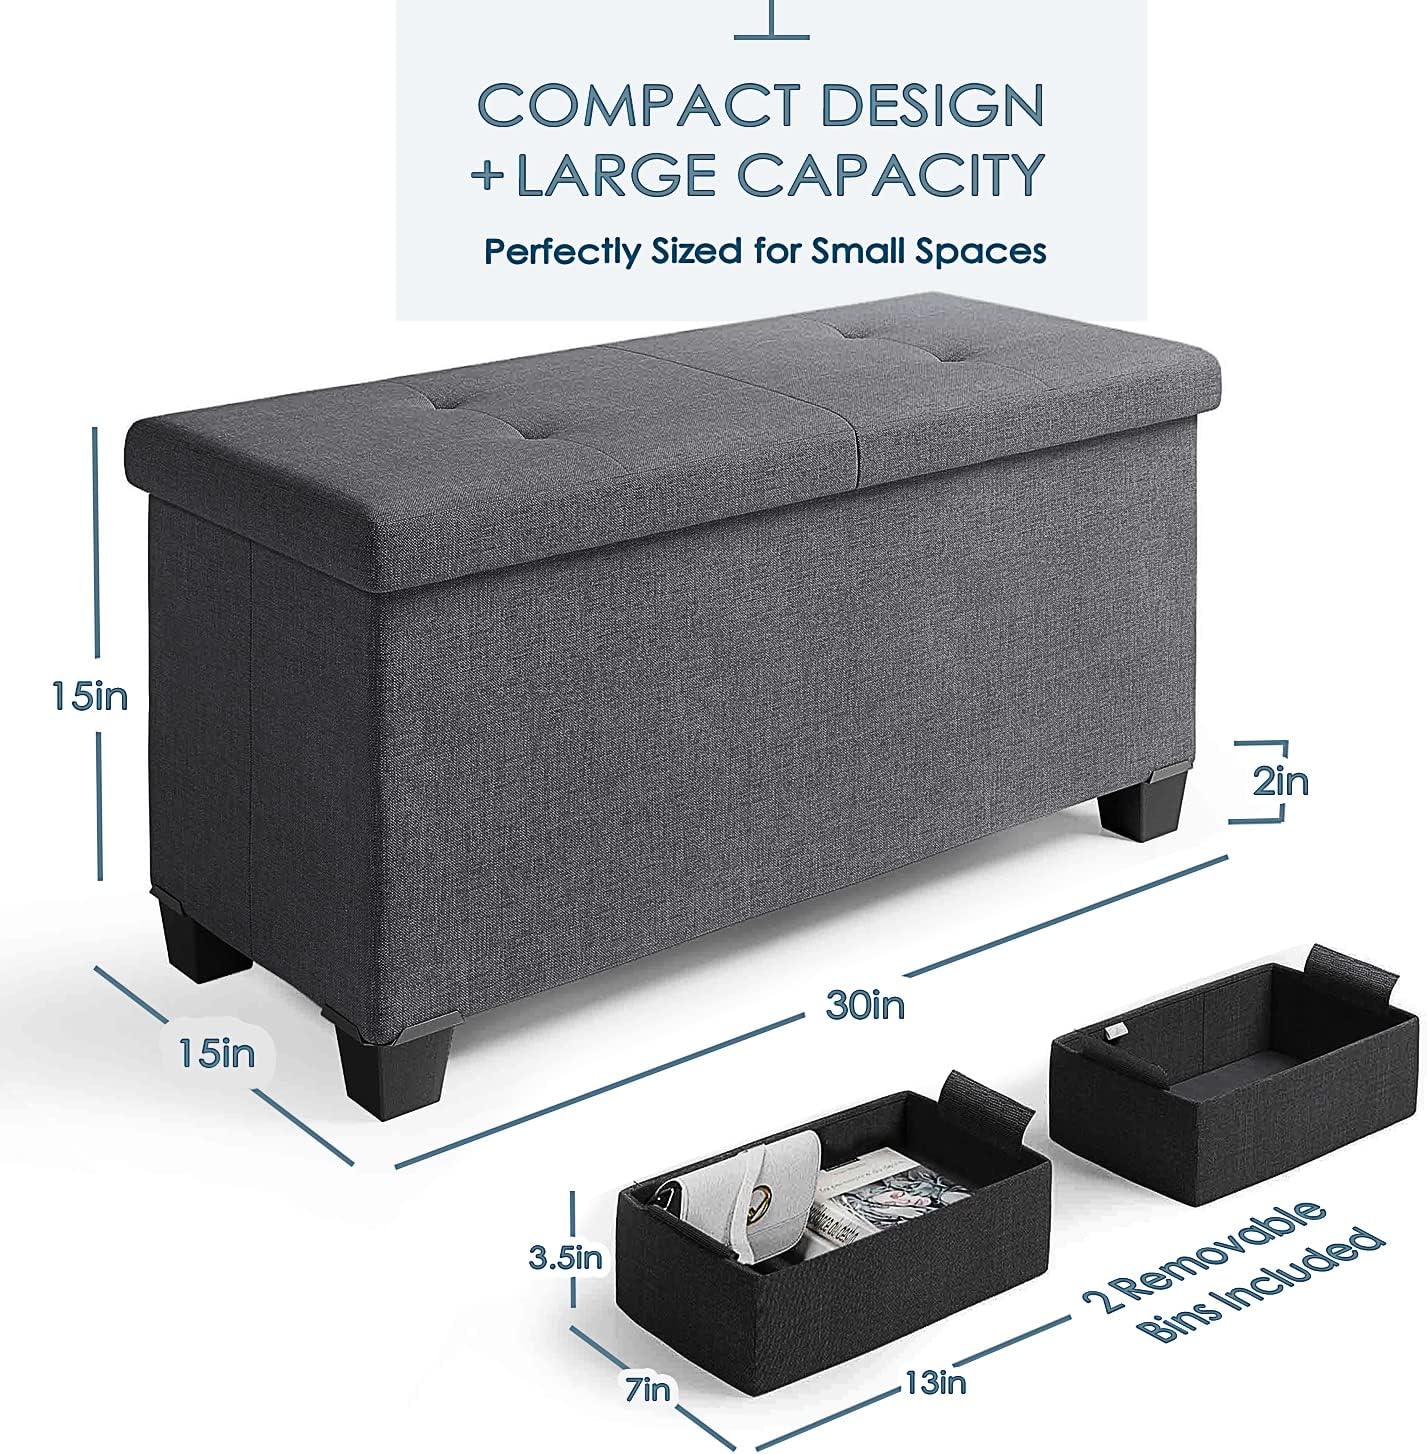 COMPACT DESIGN
+LARGE CAPACITY
Perfectly Sized for Small Spaces
15in
2in
30in
15in
3.5in
7in
13in
2 Removable
Bins Included